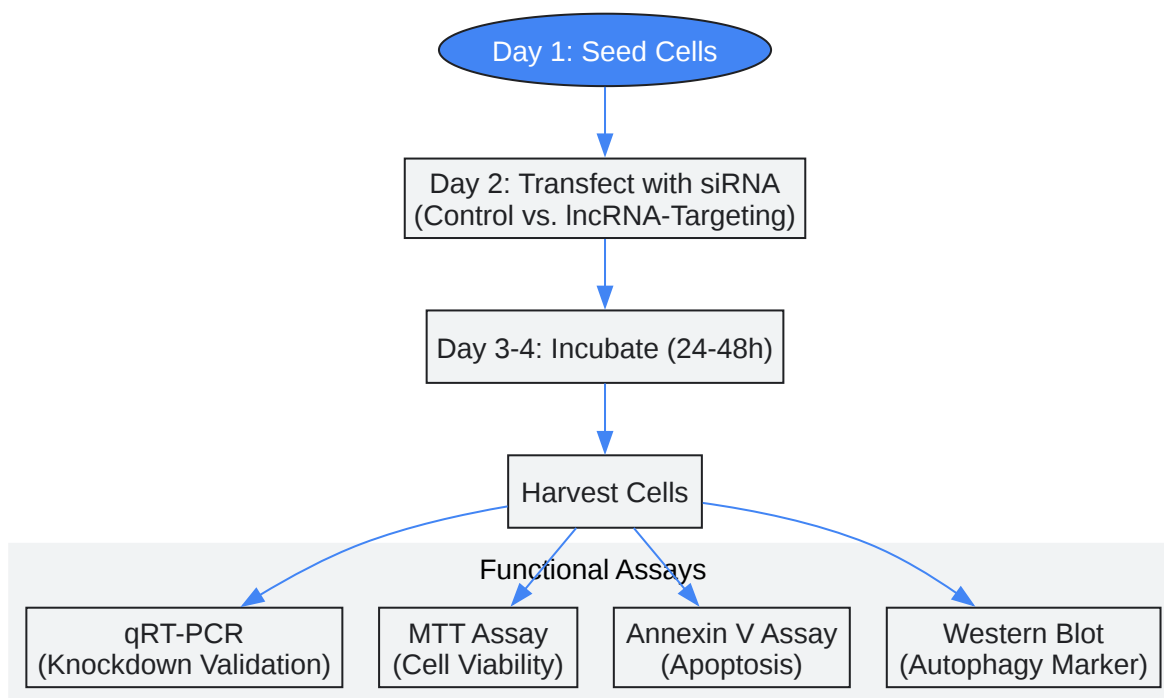 Day 1: Seed Cells
Day 2: Transfect with siRNA
(Control vs. lncRNA-Targeting)
Day 3-4: Incubate (24-48h)
Harvest Cells
Functional Assays
qRT-PCR
(Knockdown Validation)
MTT Assay
(Cell Viability)
Annexin V Assay
(Apoptosis)
Western Blot
(Autophagy Marker)